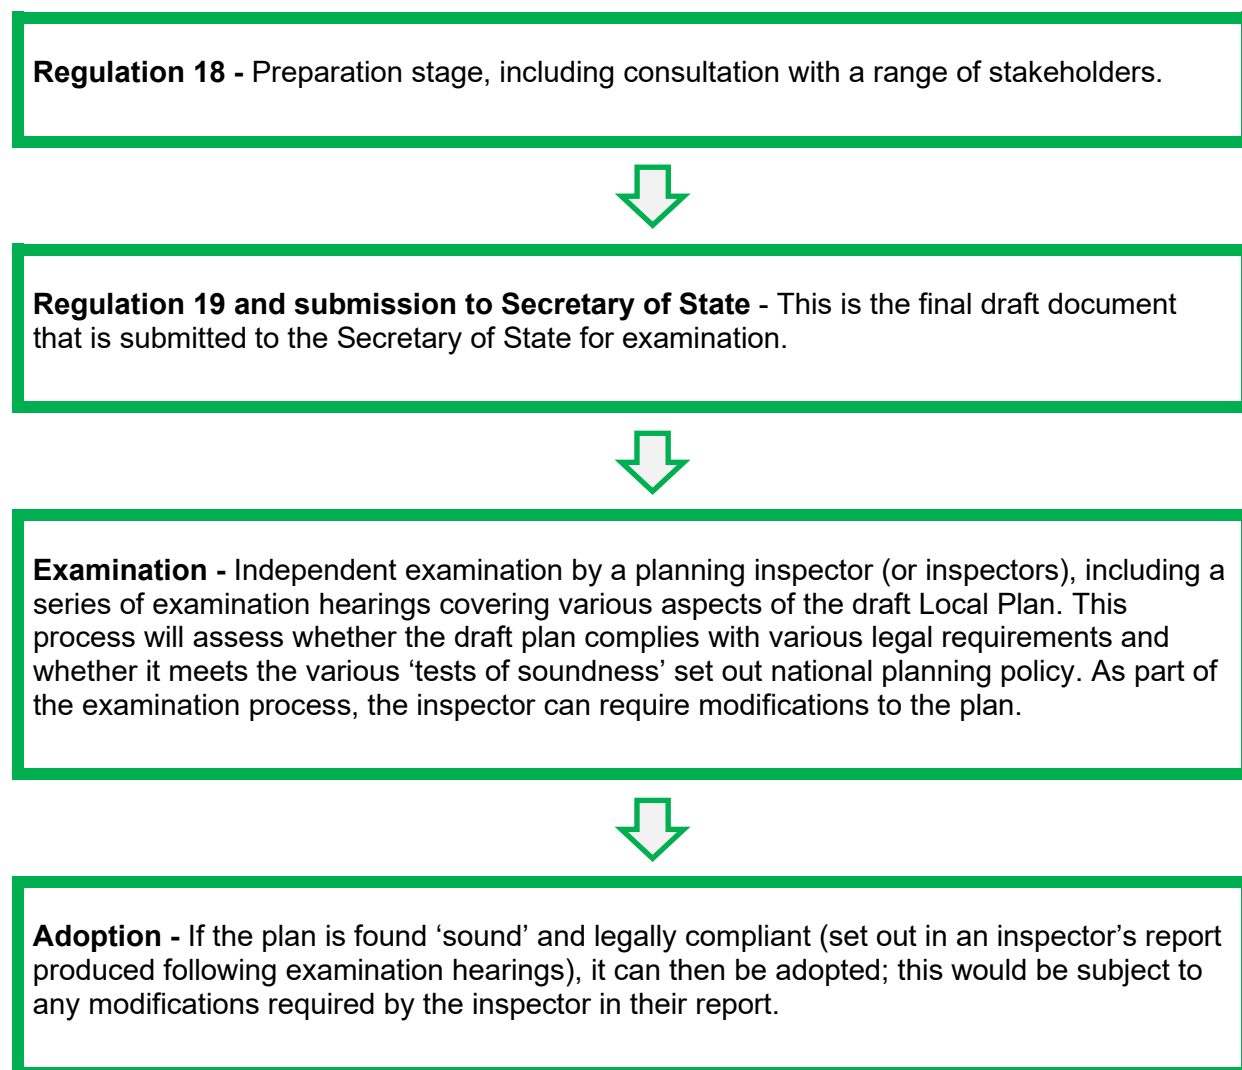 Regulation 18 - Preparation stage, including consultation with a range of stakeholders.
Regulation 19 and submission to Secretary of State - This is the final draft document
that is submitted to the Secretary of State for examination.
Examination - Independent examination by a planning inspector (or inspectors), including a
series of examination hearings covering various aspects of the draft Local Plan. This
process will assess whether the draft plan complies with various legal requirements and
whether it meets the various ‘tests of soundness’ set out national planning policy. As part of
the examination process, the inspector can require modifications to the plan.
Adoption - If the plan is found ‘sound’ and legally compliant (set out in an inspector’s report
produced following examination hearings), it can then be adopted; this would be subject to
any modifications required by the inspector in their report.